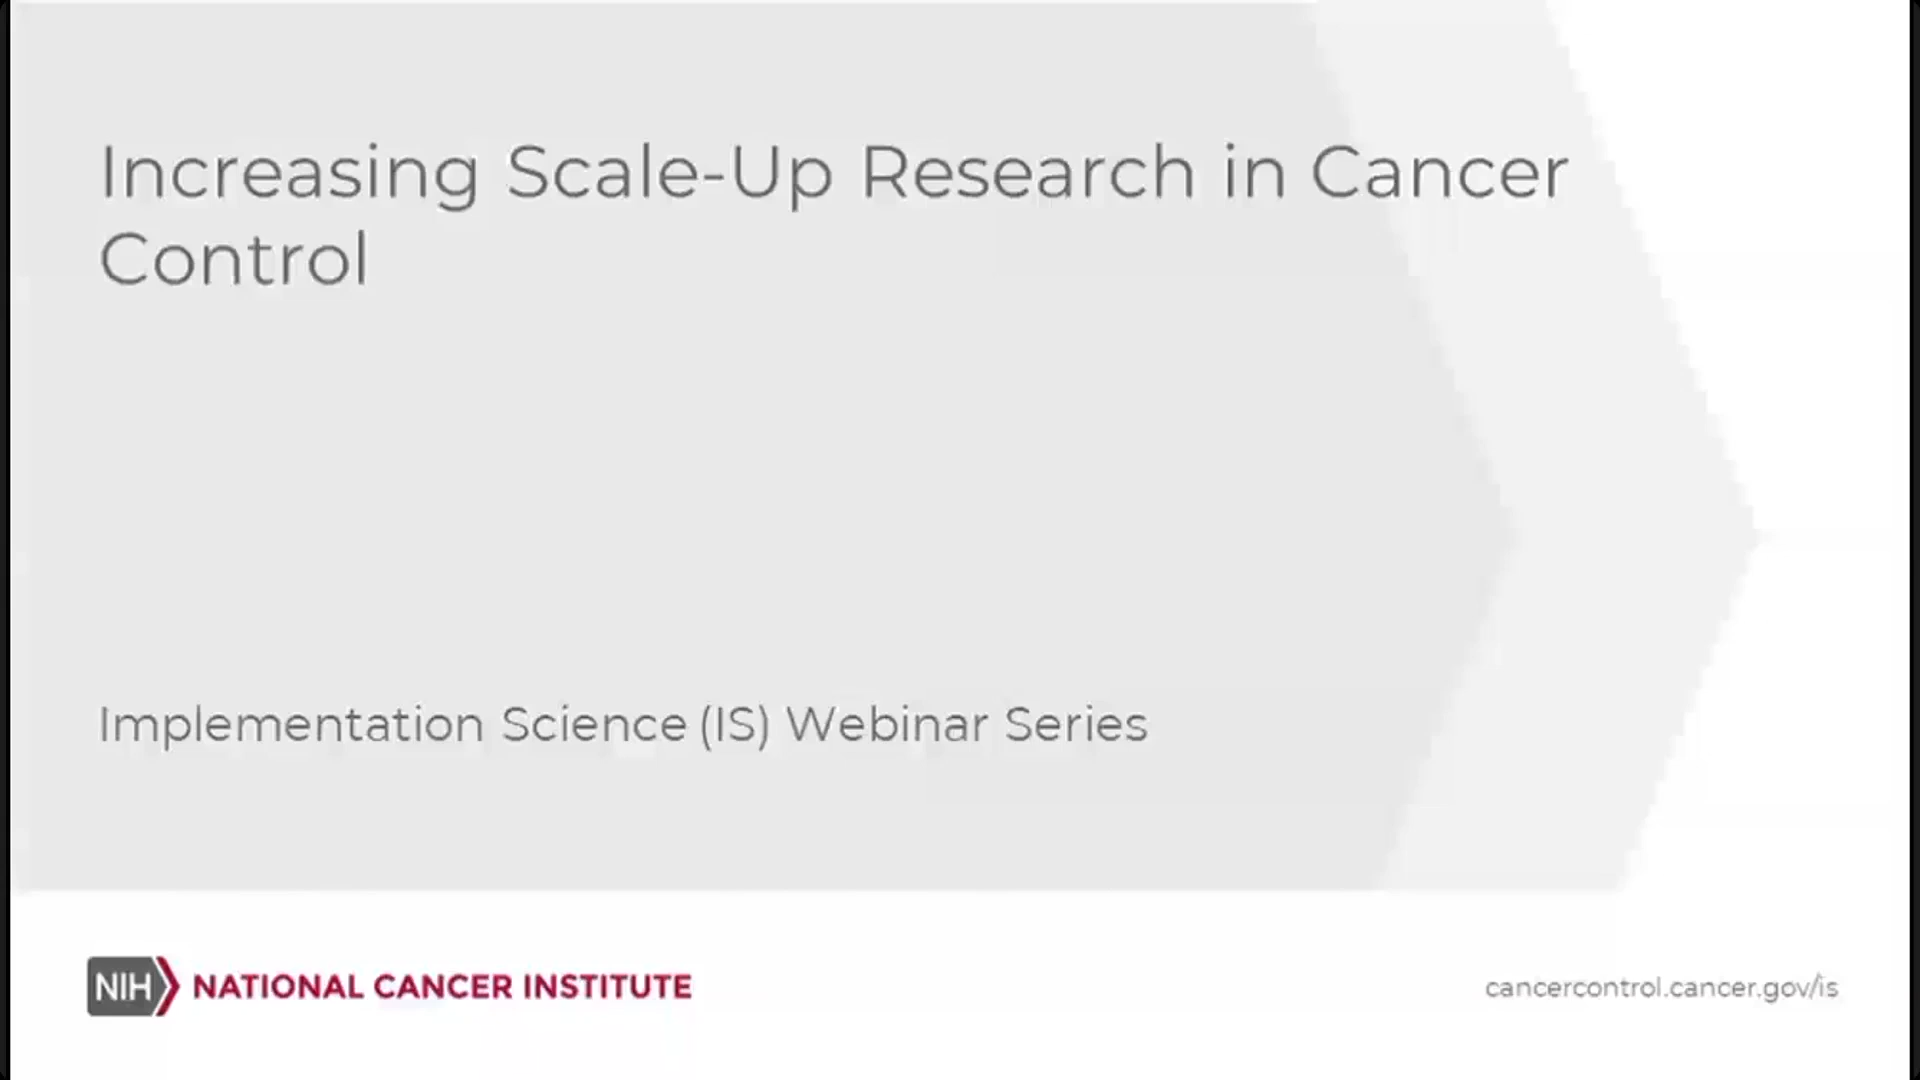 Increasing Scale-Up Research in Cancer
Control
Implementation Science (IS) Webinar Series
NIH NATIONAL CANCER INSTITUTE
cancercontrol.cancer.gov/is